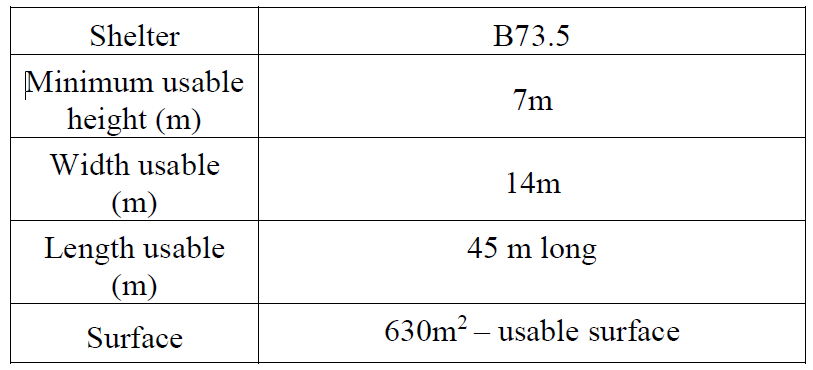 Shelter B73.5
Minimum usable
height (m) 7m
Width usable
(m) 14m
Length usable
(m) 45 m long
Surface 630m² – usable surface